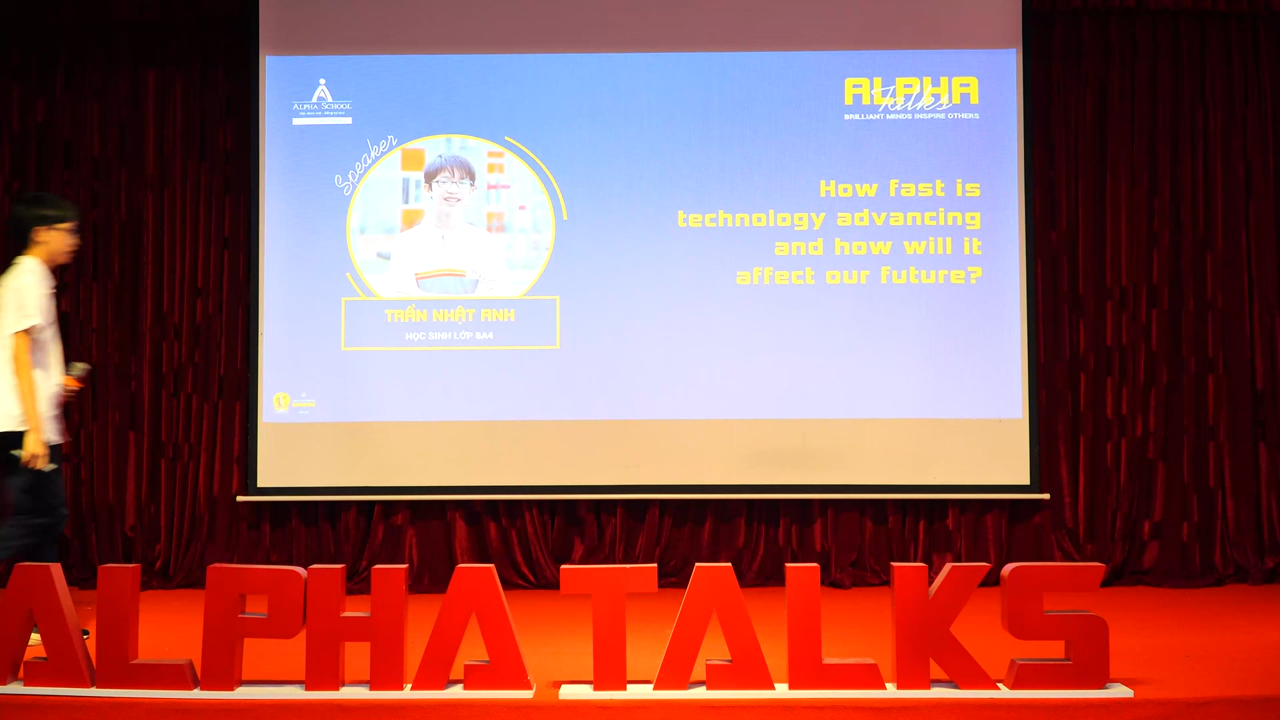 ALPHA SCHOOL
ALPHA
Talks
BRILLIANT MINDS INSPIRE OTHERS
Speaker
How fast is
technology advancing
and how will it
affect our future?
TRẦN NHẬT ANH
HỌC SINH LỚP 8A4
ALPHA TALKS